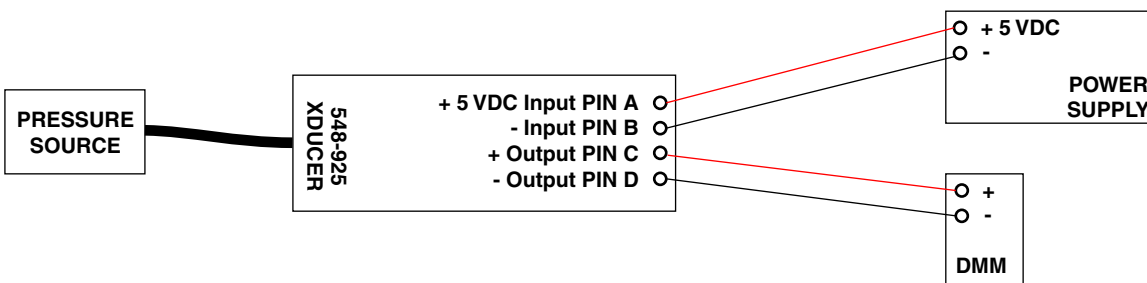 PRESSURE
SOURCE
548-925
XDUCER
+ 5 VDC Input PIN A
- Input PIN B
+ Output PIN C
- Output PIN D
+ 5 VDC
-
POWER
SUPPLY
+
-
DMM